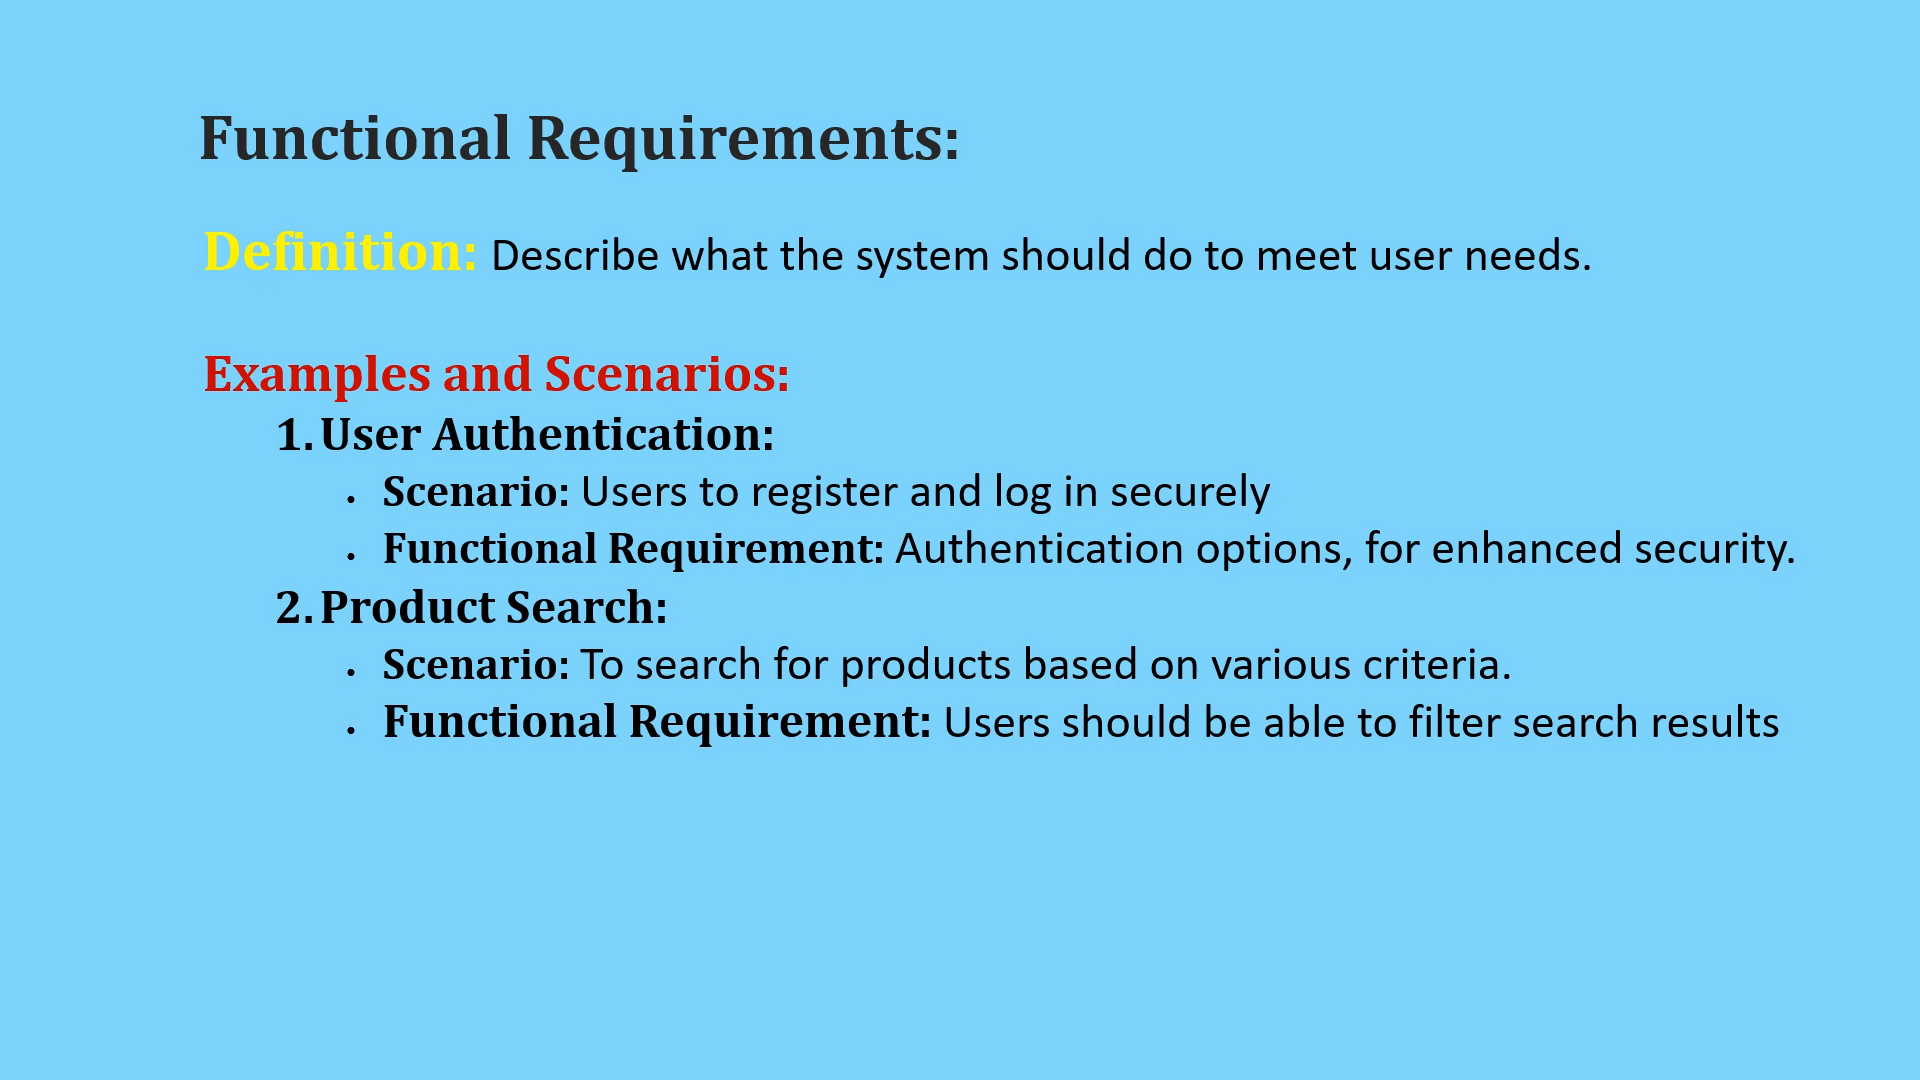 Functional Requirements:
Definition: Describe what the system should do to meet user needs.
Examples and Scenarios:
1. User Authentication:
• Scenario: Users to register and log in securely
• Functional Requirement: Authentication options, for enhanced security.
2. Product Search:
• Scenario: To search for products based on various criteria.
• Functional Requirement: Users should be able to filter search results